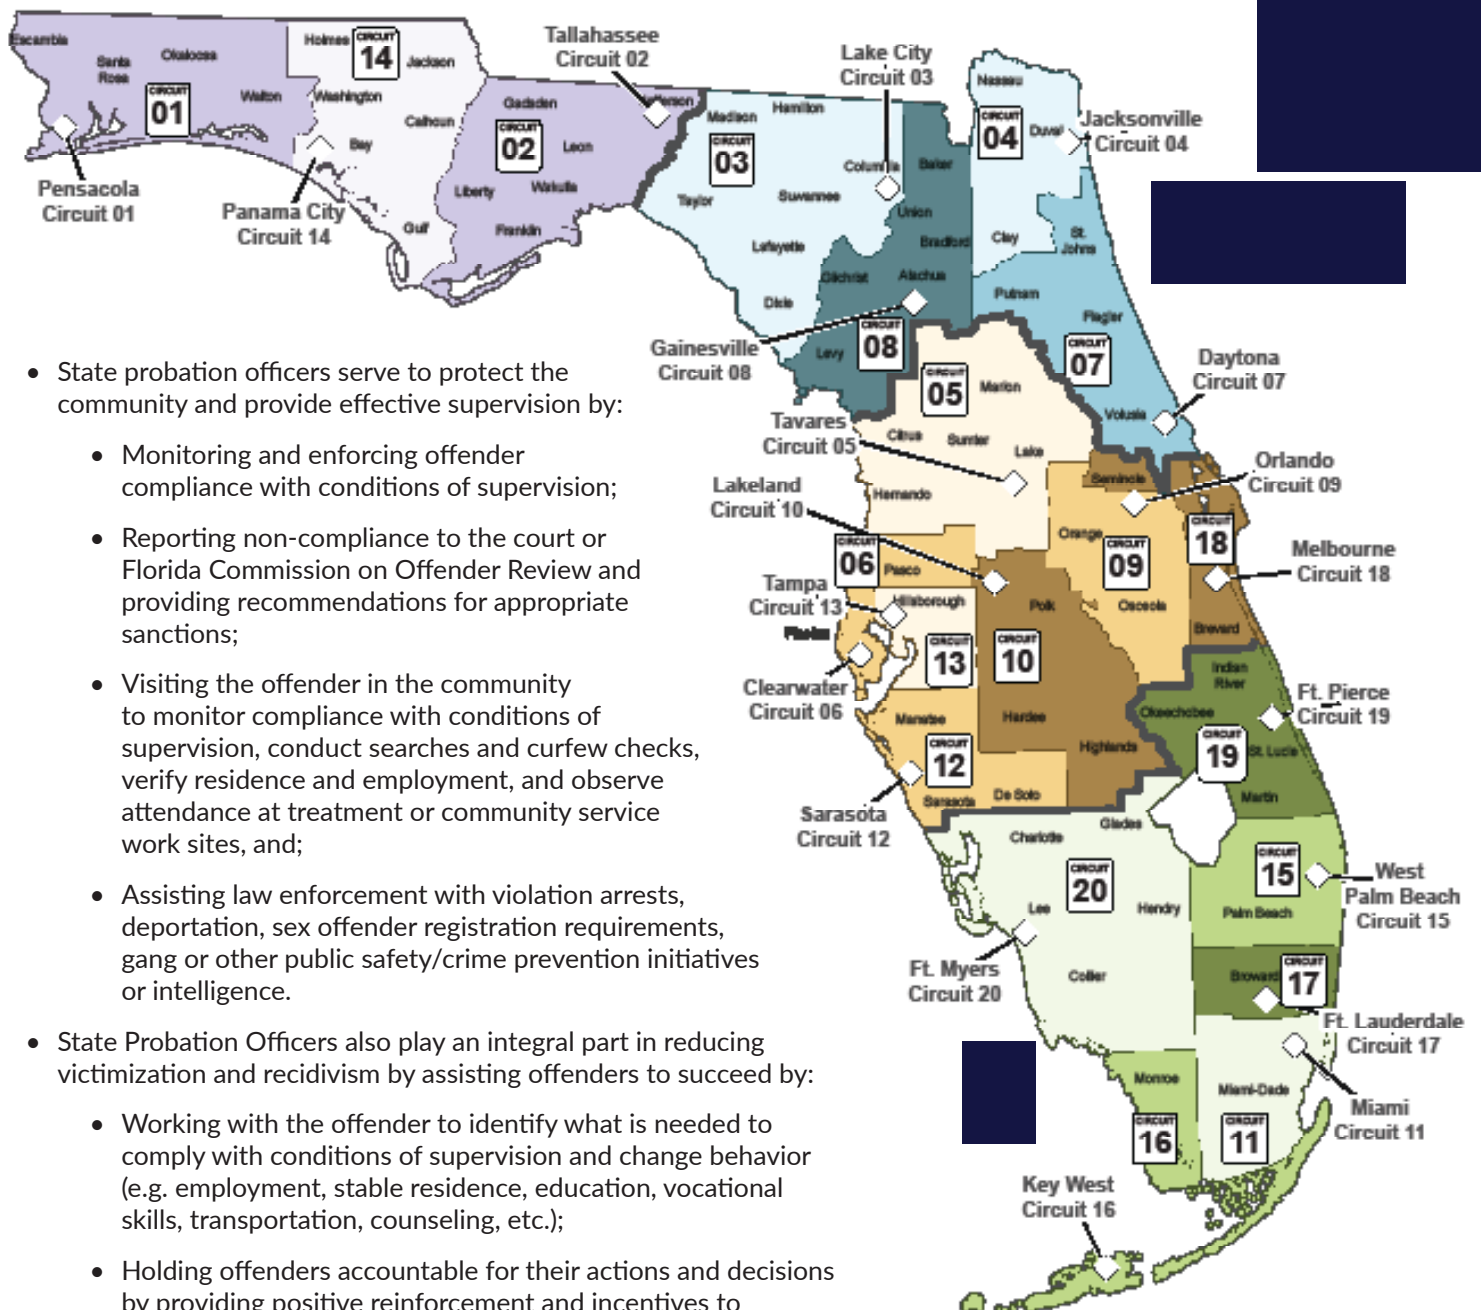 Escambia
Santa
Rosa
Okaloosa
Walton
CIRCUIT
01
Pensacola
Circuit 01
Holmes
CIRCUIT
14
Jackson
Washington
Calhoun
Bay
Gulf
Panama City
Circuit 14
Tallahassee
Circuit 02
Gadsden
Jefferson
CIRCUIT
02
Leon
Liberty
Wakulla
Franklin
Lake City
Circuit 03
Madison
Hamilton
CIRCUIT
03
Columbia
Taylor
Suwannee
Lafayette
Dixie
Nassau
CIRCUIT
04
Duval
Clay
Jacksonville
Circuit 04
Baker
Union
Bradford
Gilchrist
Alachua
Levy
CIRCUIT
08
Gainesville
Circuit 08
St.
Johns
Putnam
Flagler
CIRCUIT
07
Volusia
Daytona
Circuit 07
CIRCUIT
05
Marion
Citrus
Sumter
Lake
Hernando
Tavares
Circuit 05
Lakeland
Circuit 10
Seminole
Orange
CIRCUIT
09
Osceola
Orlando
Circuit 09
CIRCUIT
18
Brevard
Melbourne
Circuit 18
CIRCUIT
06
Pasco
Tampa
Circuit 13
Hillsborough
Pinellas
CIRCUIT
13
Polk
CIRCUIT
10
Hardee
Highlands
Clearwater
Circuit 06
Manatee
CIRCUIT
12
Sarasota
De Soto
Sarasota
Circuit 12
Indian
River
Okeechobee
CIRCUIT
19
St. Lucie
Martin
Ft. Pierce
Circuit 19
Charlotte
Glades
CIRCUIT
20
Lee
Hendry
Collier
Ft. Myers
Circuit 20
CIRCUIT
15
Palm Beach
West
Palm Beach
Circuit 15
Broward
CIRCUIT
17
Ft. Lauderdale
Circuit 17
Monroe
CIRCUIT
16
Miami-Dade
CIRCUIT
11
Miami
Circuit 11
Key West
Circuit 16
• State probation officers serve to protect the
community and provide effective supervision by:
• Monitoring and enforcing offender
compliance with conditions of supervision;
• Reporting non-compliance to the court or
Florida Commission on Offender Review and
providing recommendations for appropriate
sanctions;
• Visiting the offender in the community
to monitor compliance with conditions of
supervision, conduct searches and curfew checks,
verify residence and employment, and observe
attendance at treatment or community service
work sites, and;
• Assisting law enforcement with violation arrests,
deportation, sex offender registration requirements,
gang or other public safety/crime prevention initiatives
or intelligence.
• State Probation Officers also play an integral part in reducing
victimization and recidivism by assisting offenders to succeed by:
• Working with the offender to identify what is needed to
comply with conditions of supervision and change behavior
(e.g. employment, stable residence, education, vocational
skills, transportation, counseling, etc.);
• Holding offenders accountable for their actions and decisions
by providing positive reinforcement and incentives to